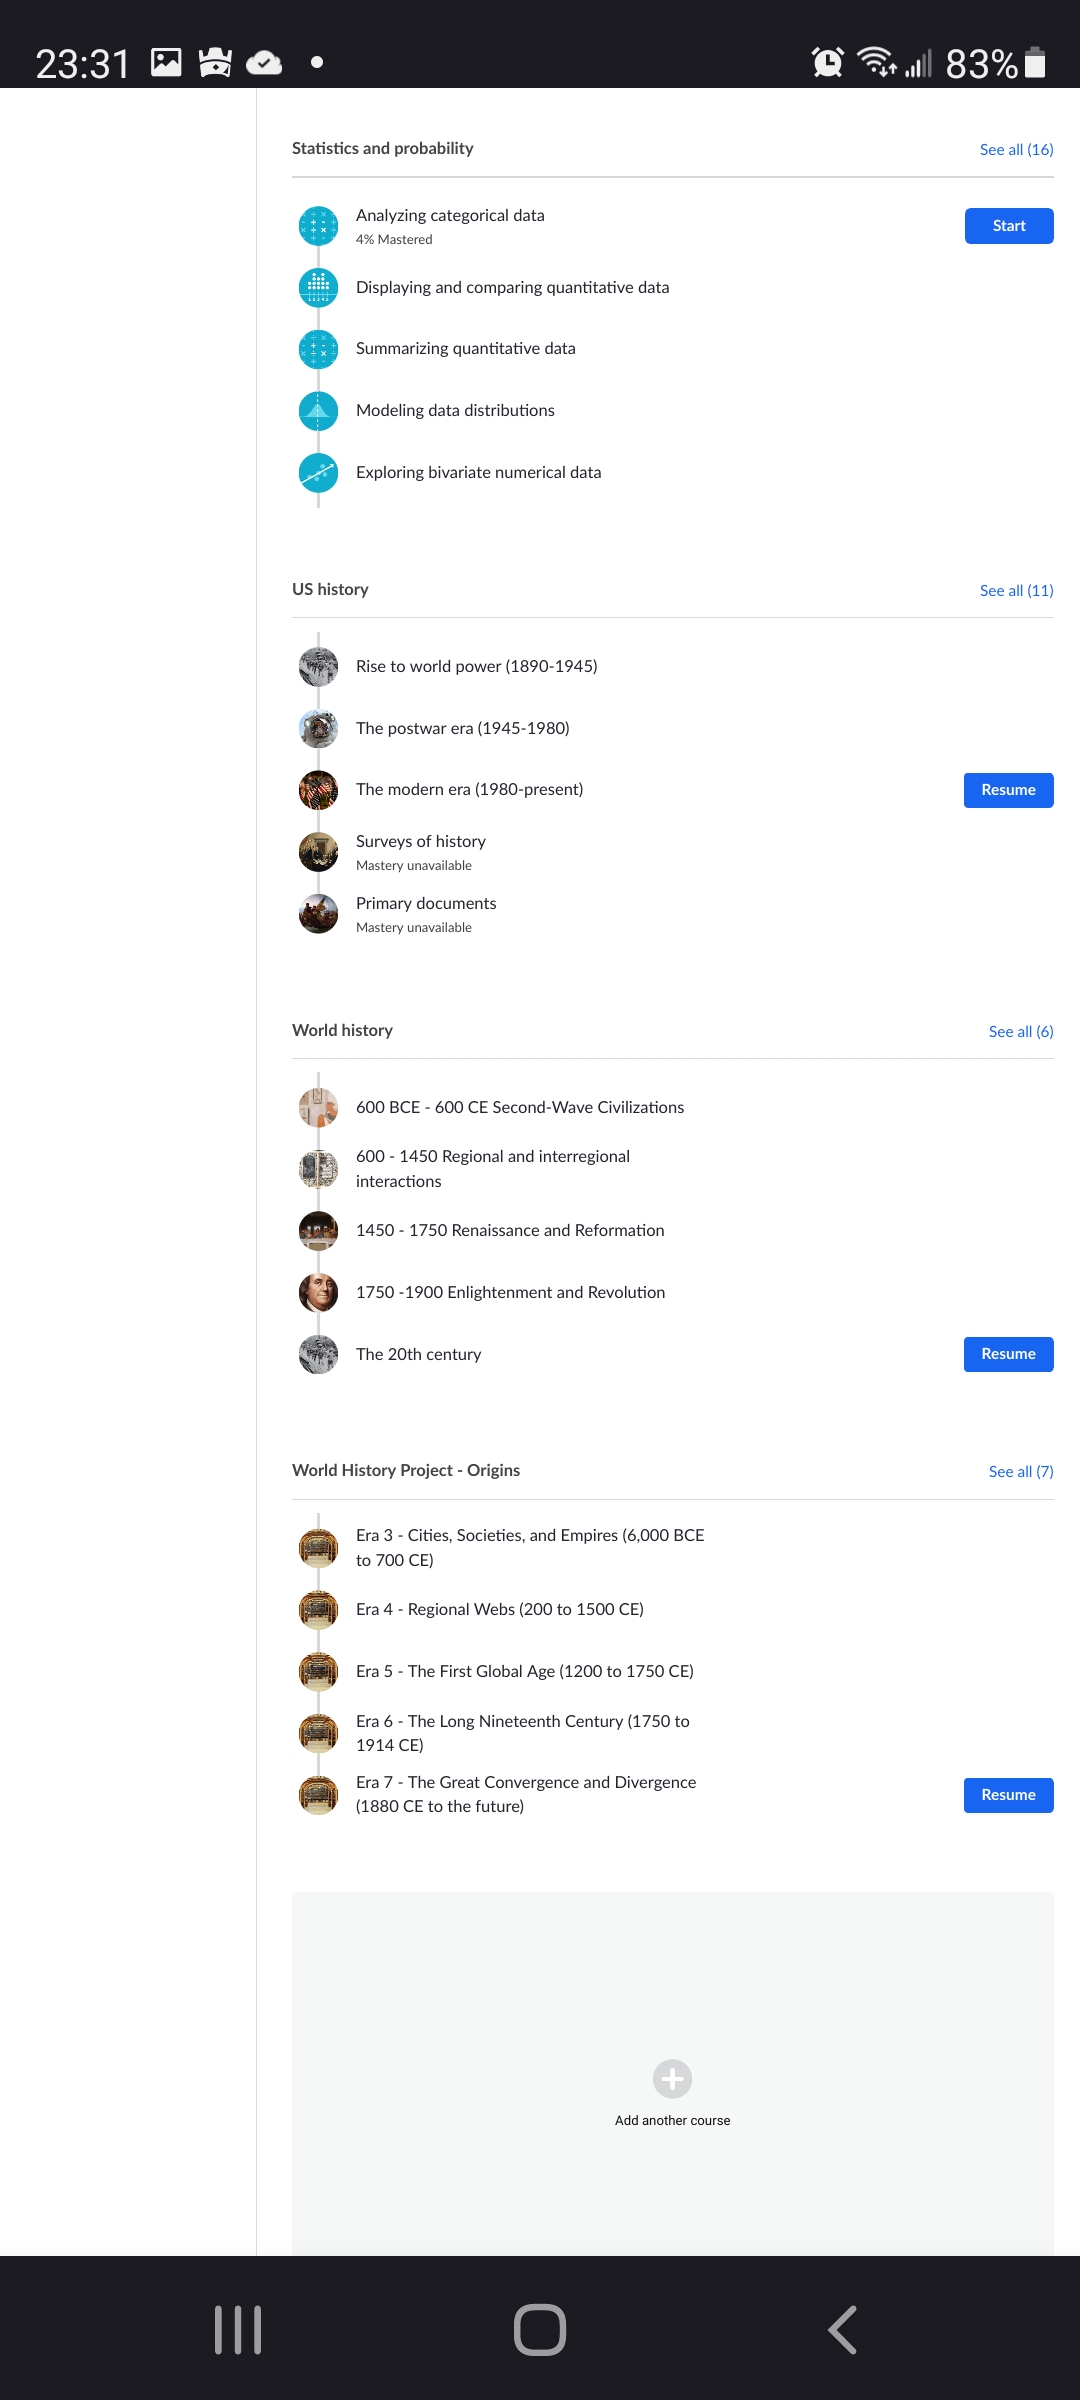 23:31
83%
Statistics and probability
See all (16)
Analyzing categorical data
4% Mastered
Start
Displaying and comparing quantitative data
Summarizing quantitative data
Modeling data distributions
Exploring bivariate numerical data
US history
See all (11)
Rise to world power (1890-1945)
The postwar era (1945-1980)
The modern era (1980-present)
Resume
Surveys of history
Mastery unavailable
Primary documents
Mastery unavailable
World history
See all (6)
600 BCE - 600 CE Second-Wave Civilizations
600 - 1450 Regional and interregional
interactions
1450 - 1750 Renaissance and Reformation
1750 -1900 Enlightenment and Revolution
The 20th century
Resume
World History Project - Origins
See all (7)
Era 3 - Cities, Societies, and Empires (6,000 BCE
to 700 CE)
Era 4 - Regional Webs (200 to 1500 CE)
Era 5 - The First Global Age (1200 to 1750 CE)
Era 6 - The Long Nineteenth Century (1750 to
1914 CE)
Era 7 - The Great Convergence and Divergence
(1880 CE to the future)
Resume
Add another course